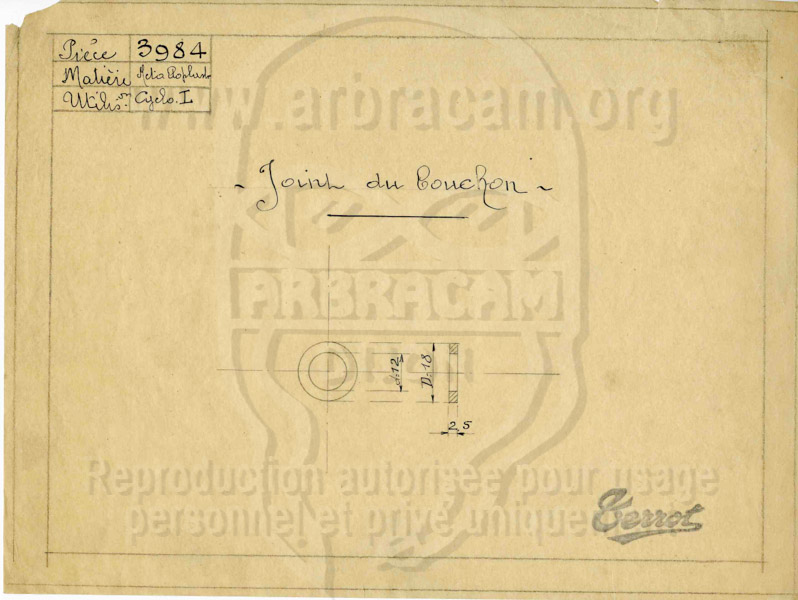 Pièce 3984
Matière
Utilis.on Cyclo. I
www.arbracam.org
~ Joint du Bouchon ~
ARBRACAM
DIJON
d=12
D=18
2,5
Reproduction autorisée pour usage
personnel et privé unique
Terrot